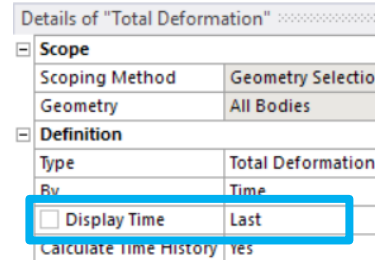 Details of "Total Deformation"
Scope
Scoping Method Geometry Selectio
Geometry All Bodies
Definition
Type Total Deformation
By Time
Display Time Last
Calculate Time History Yes